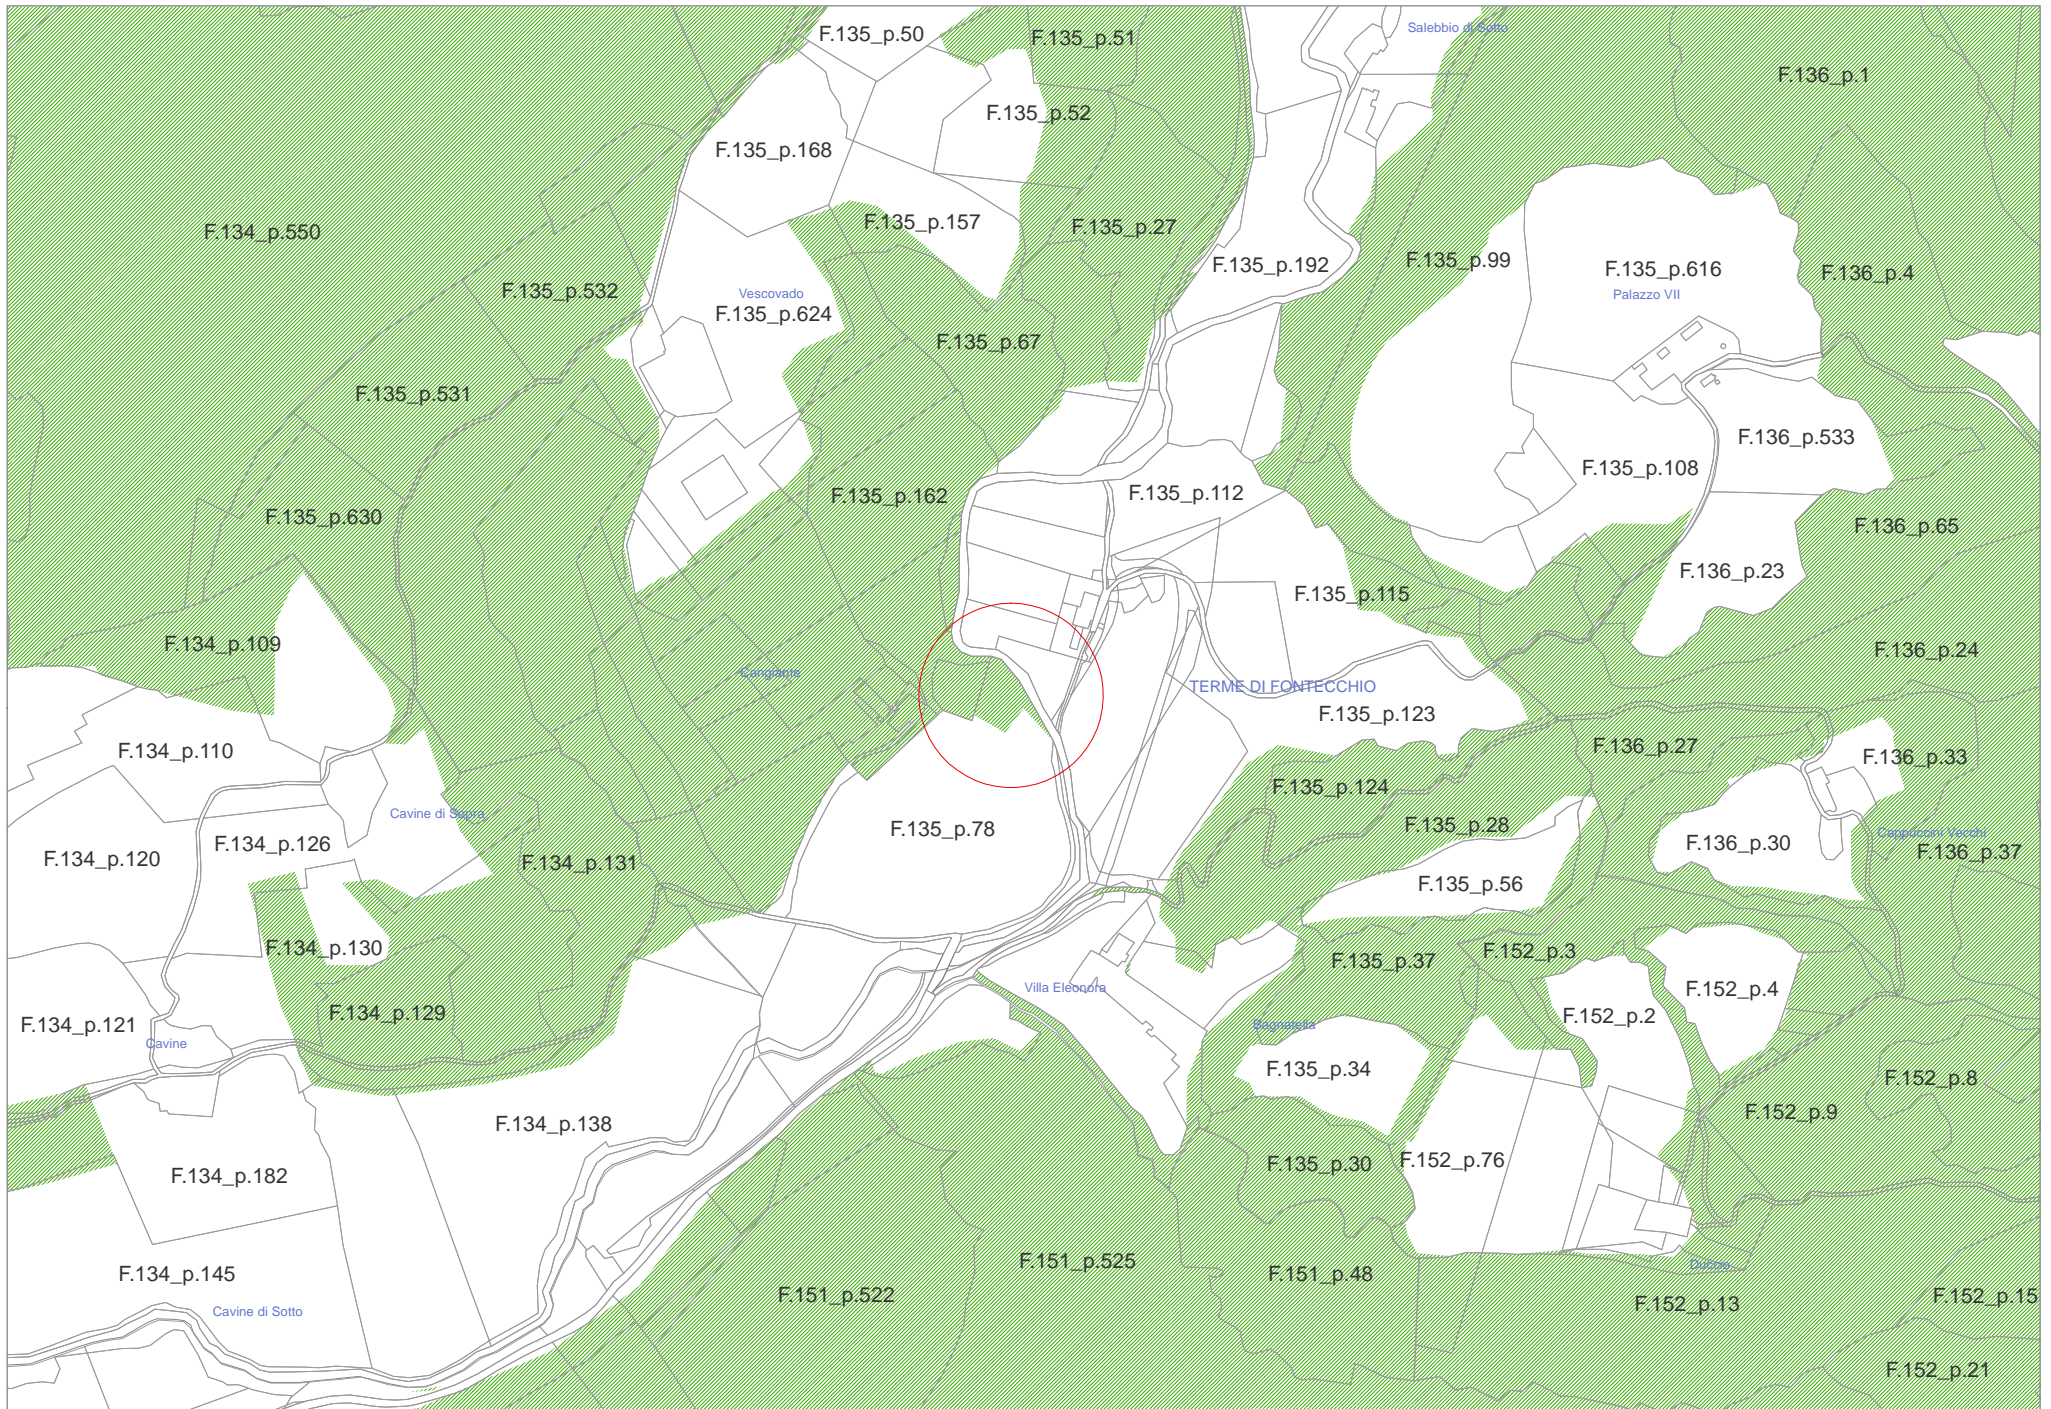 Salebbio di Sotto
F.135_p.50
F.135_p.51
F.136_p.1
F.135_p.52
F.135_p.168
F.135_p.157
F.135_p.27
F.134_p.550
F.135_p.192
F.135_p.99
F.135_p.616
F.136_p.4
F.135_p.532
Vescovado
Palazzo VII
F.135_p.624
F.135_p.67
F.135_p.531
F.136_p.533
F.135_p.108
F.135_p.162
F.135_p.112
F.135_p.630
F.136_p.65
F.136_p.23
F.135_p.115
F.134_p.109
F.136_p.24
Cangiante
TERME DI FONTECCHIO
F.135_p.123
F.134_p.110
F.136_p.27
F.136_p.33
F.135_p.124
Cavine di Sopra
F.135_p.78
F.135_p.28
Cappuccini Vecchi
F.134_p.120
F.134_p.126
F.136_p.30
F.136_p.37
F.134_p.131
F.135_p.56
F.134_p.130
F.135_p.37
F.152_p.3
Villa Eleonora
F.152_p.4
F.134_p.121
F.134_p.129
F.152_p.2
Bagnatella
Cavine
F.135_p.34
F.152_p.8
F.152_p.9
F.134_p.138
F.134_p.182
F.135_p.30
F.152_p.76
F.151_p.525
Duccio
F.134_p.145
F.151_p.48
F.151_p.522
F.152_p.13
F.152_p.15
Cavine di Sotto
F.152_p.21